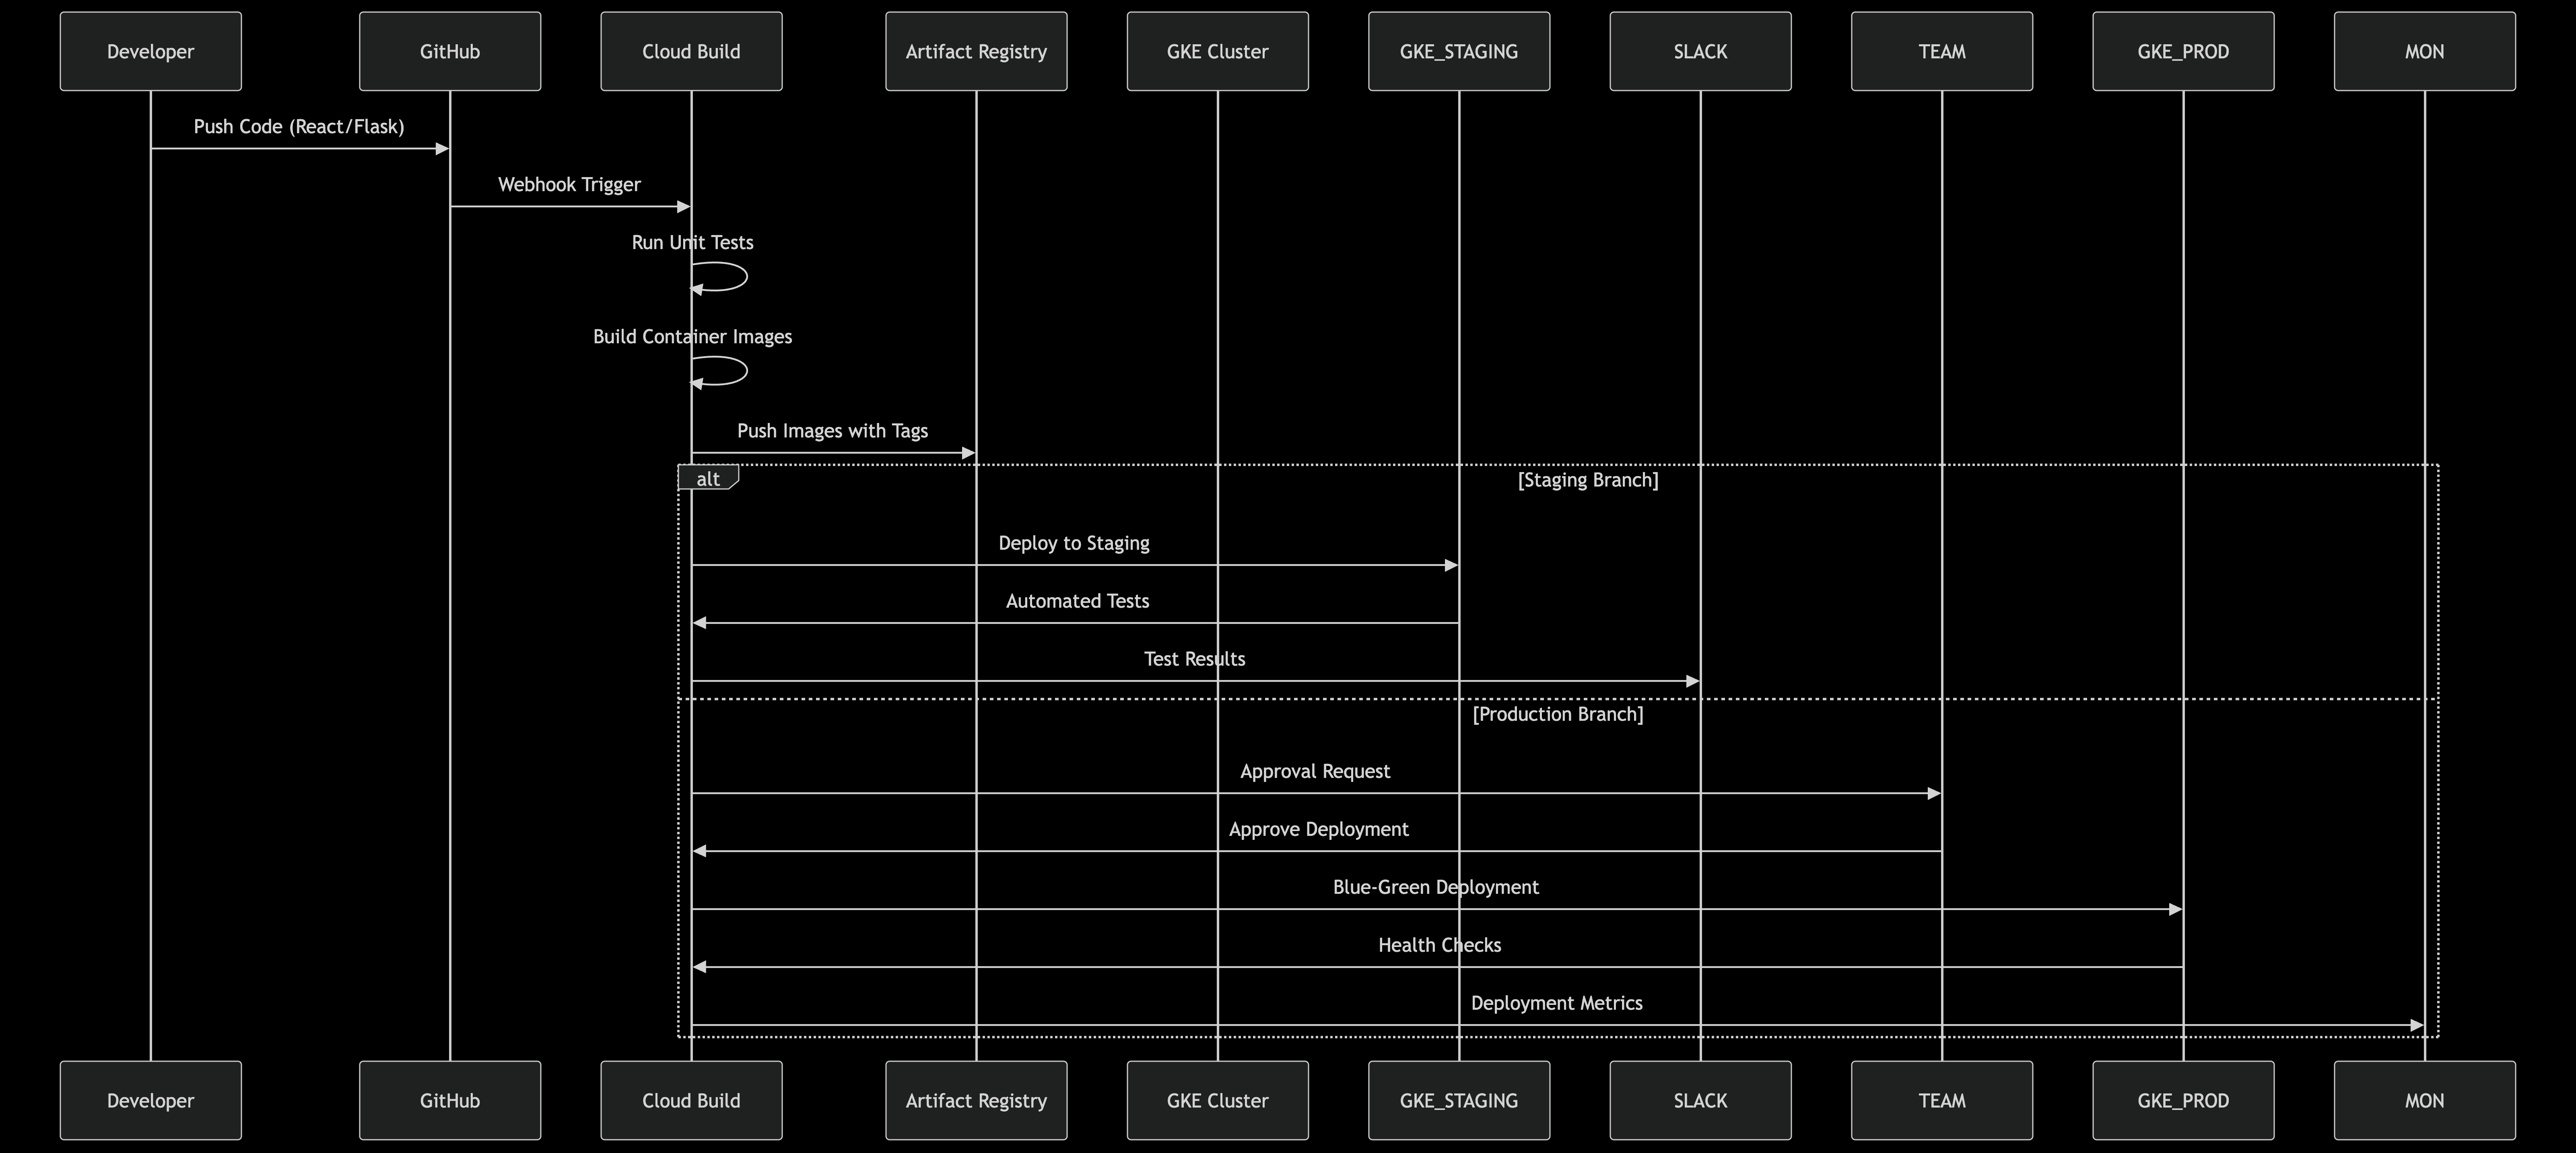 Developer
GitHub
Cloud Build
Artifact Registry
GKE Cluster
GKE_STAGING
SLACK
TEAM
GKE_PROD
MON
Push Code (React/Flask)
Webhook Trigger
Run Unit Tests
Build Container Images
Push Images with Tags
alt
[Staging Branch]
Deploy to Staging
Automated Tests
Test Results
[Production Branch]
Approval Request
Approve Deployment
Blue-Green Deployment
Health Checks
Deployment Metrics
Developer
GitHub
Cloud Build
Artifact Registry
GKE Cluster
GKE_STAGING
SLACK
TEAM
GKE_PROD
MON